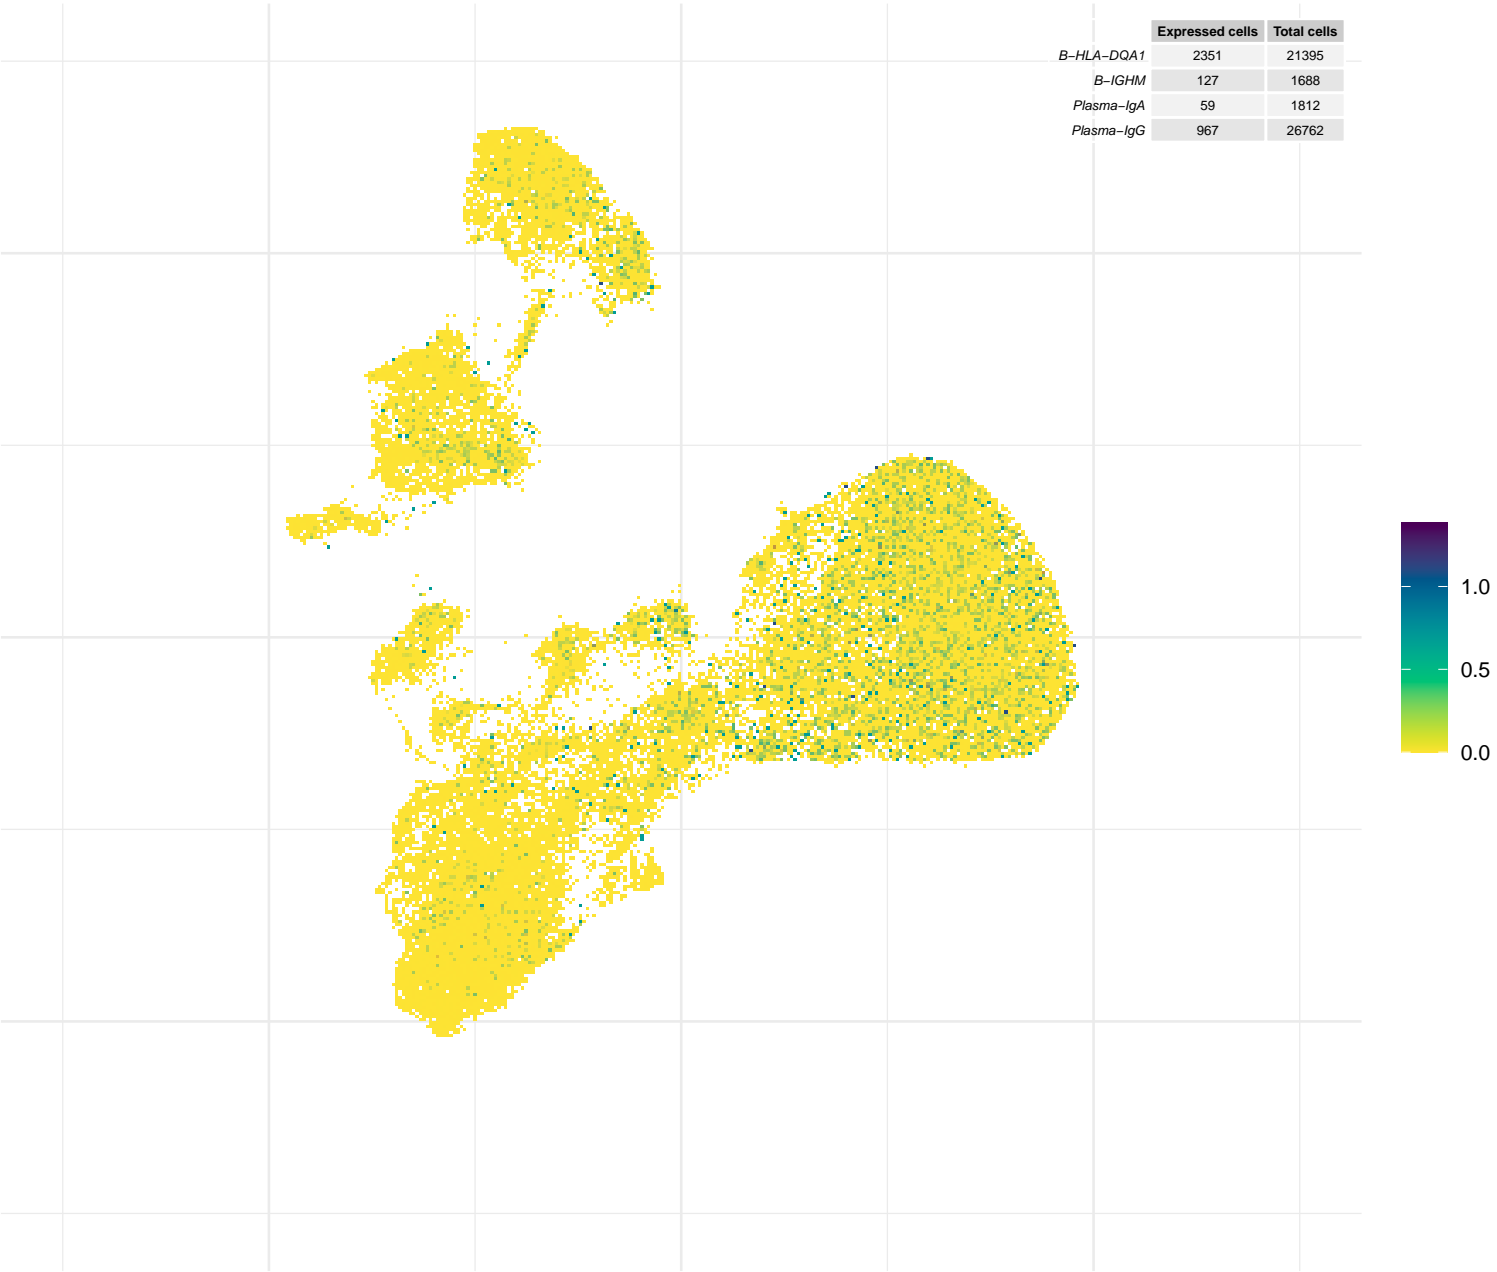 Expressed cells Total cells
B−HLA−DQA1 2351 21395
B−IGHM 127 1688
Plasma−IgA 59 1812
Plasma−IgG 967 26762
1.0
0.5
0.0